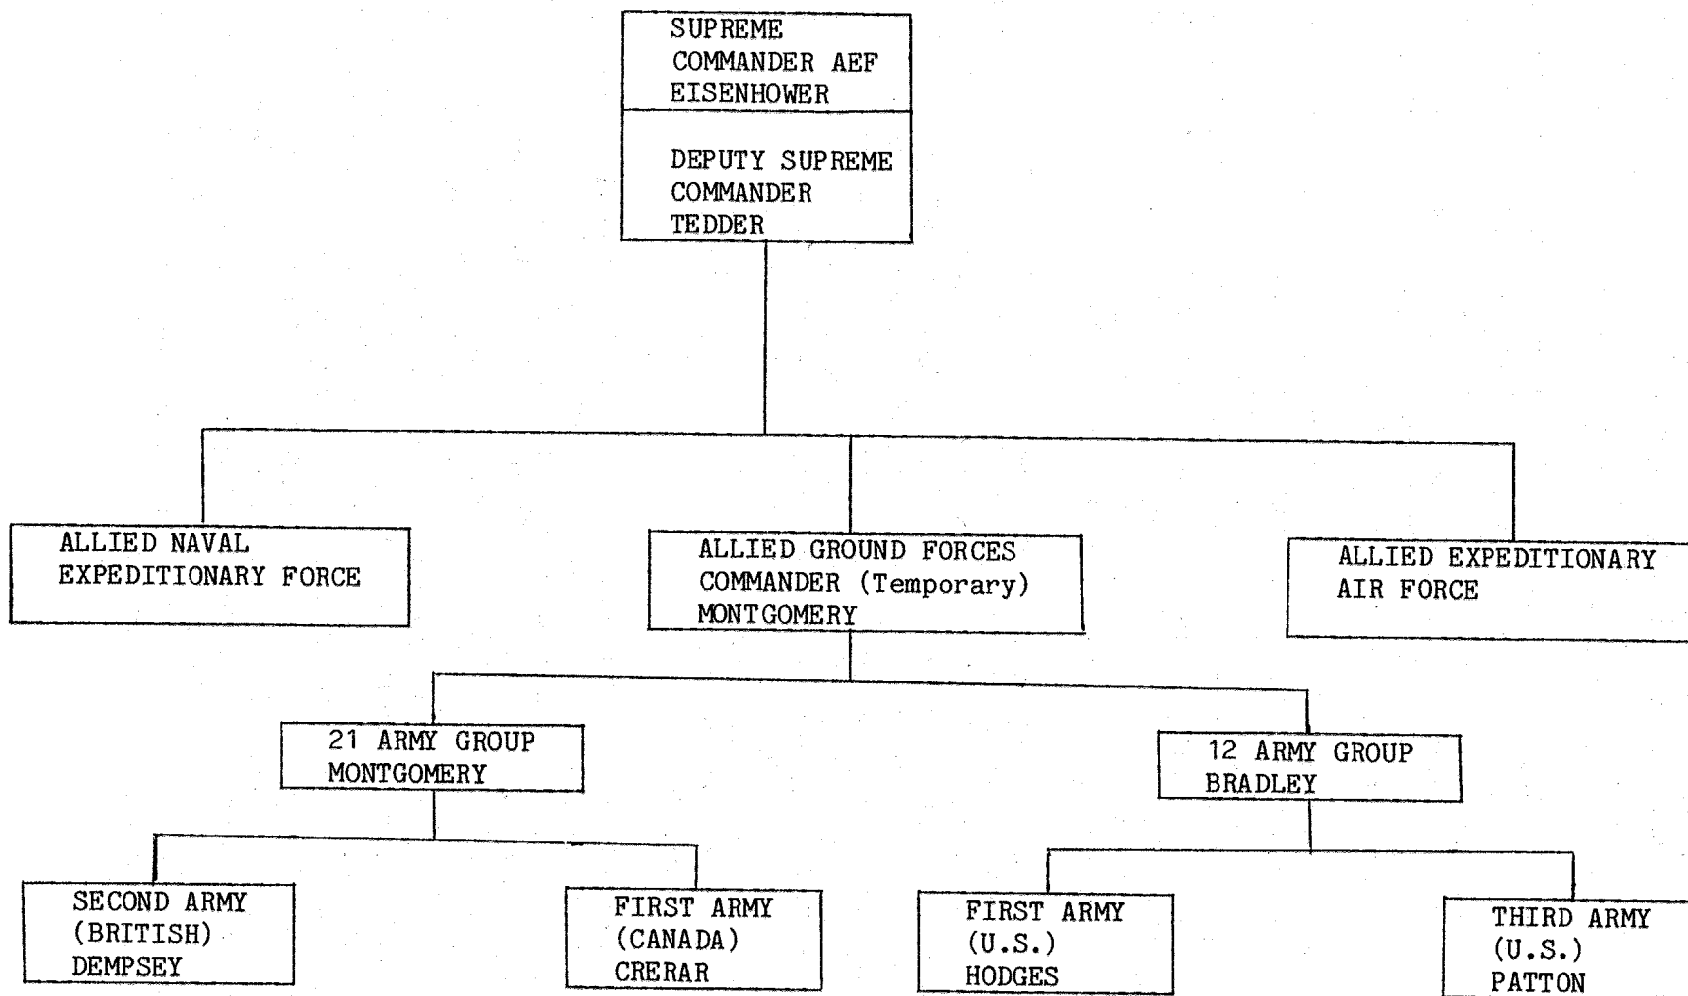 SUPREME
COMMANDER AEF
EISENHOWER
DEPUTY SUPREME
COMMANDER
TEDDER
ALLIED NAVAL
EXPEDITIONARY FORCE
ALLIED GROUND FORCES
COMMANDER (Temporary)
MONTGOMERY
ALLIED EXPEDITIONARY
AIR FORCE
21 ARMY GROUP
MONTGOMERY
12 ARMY GROUP
BRADLEY
SECOND ARMY
(BRITISH)
DEMPSEY
FIRST ARMY
(CANADA)
CRERAR
FIRST ARMY
(U.S.)
HODGES
THIRD ARMY
(U.S.)
PATTON